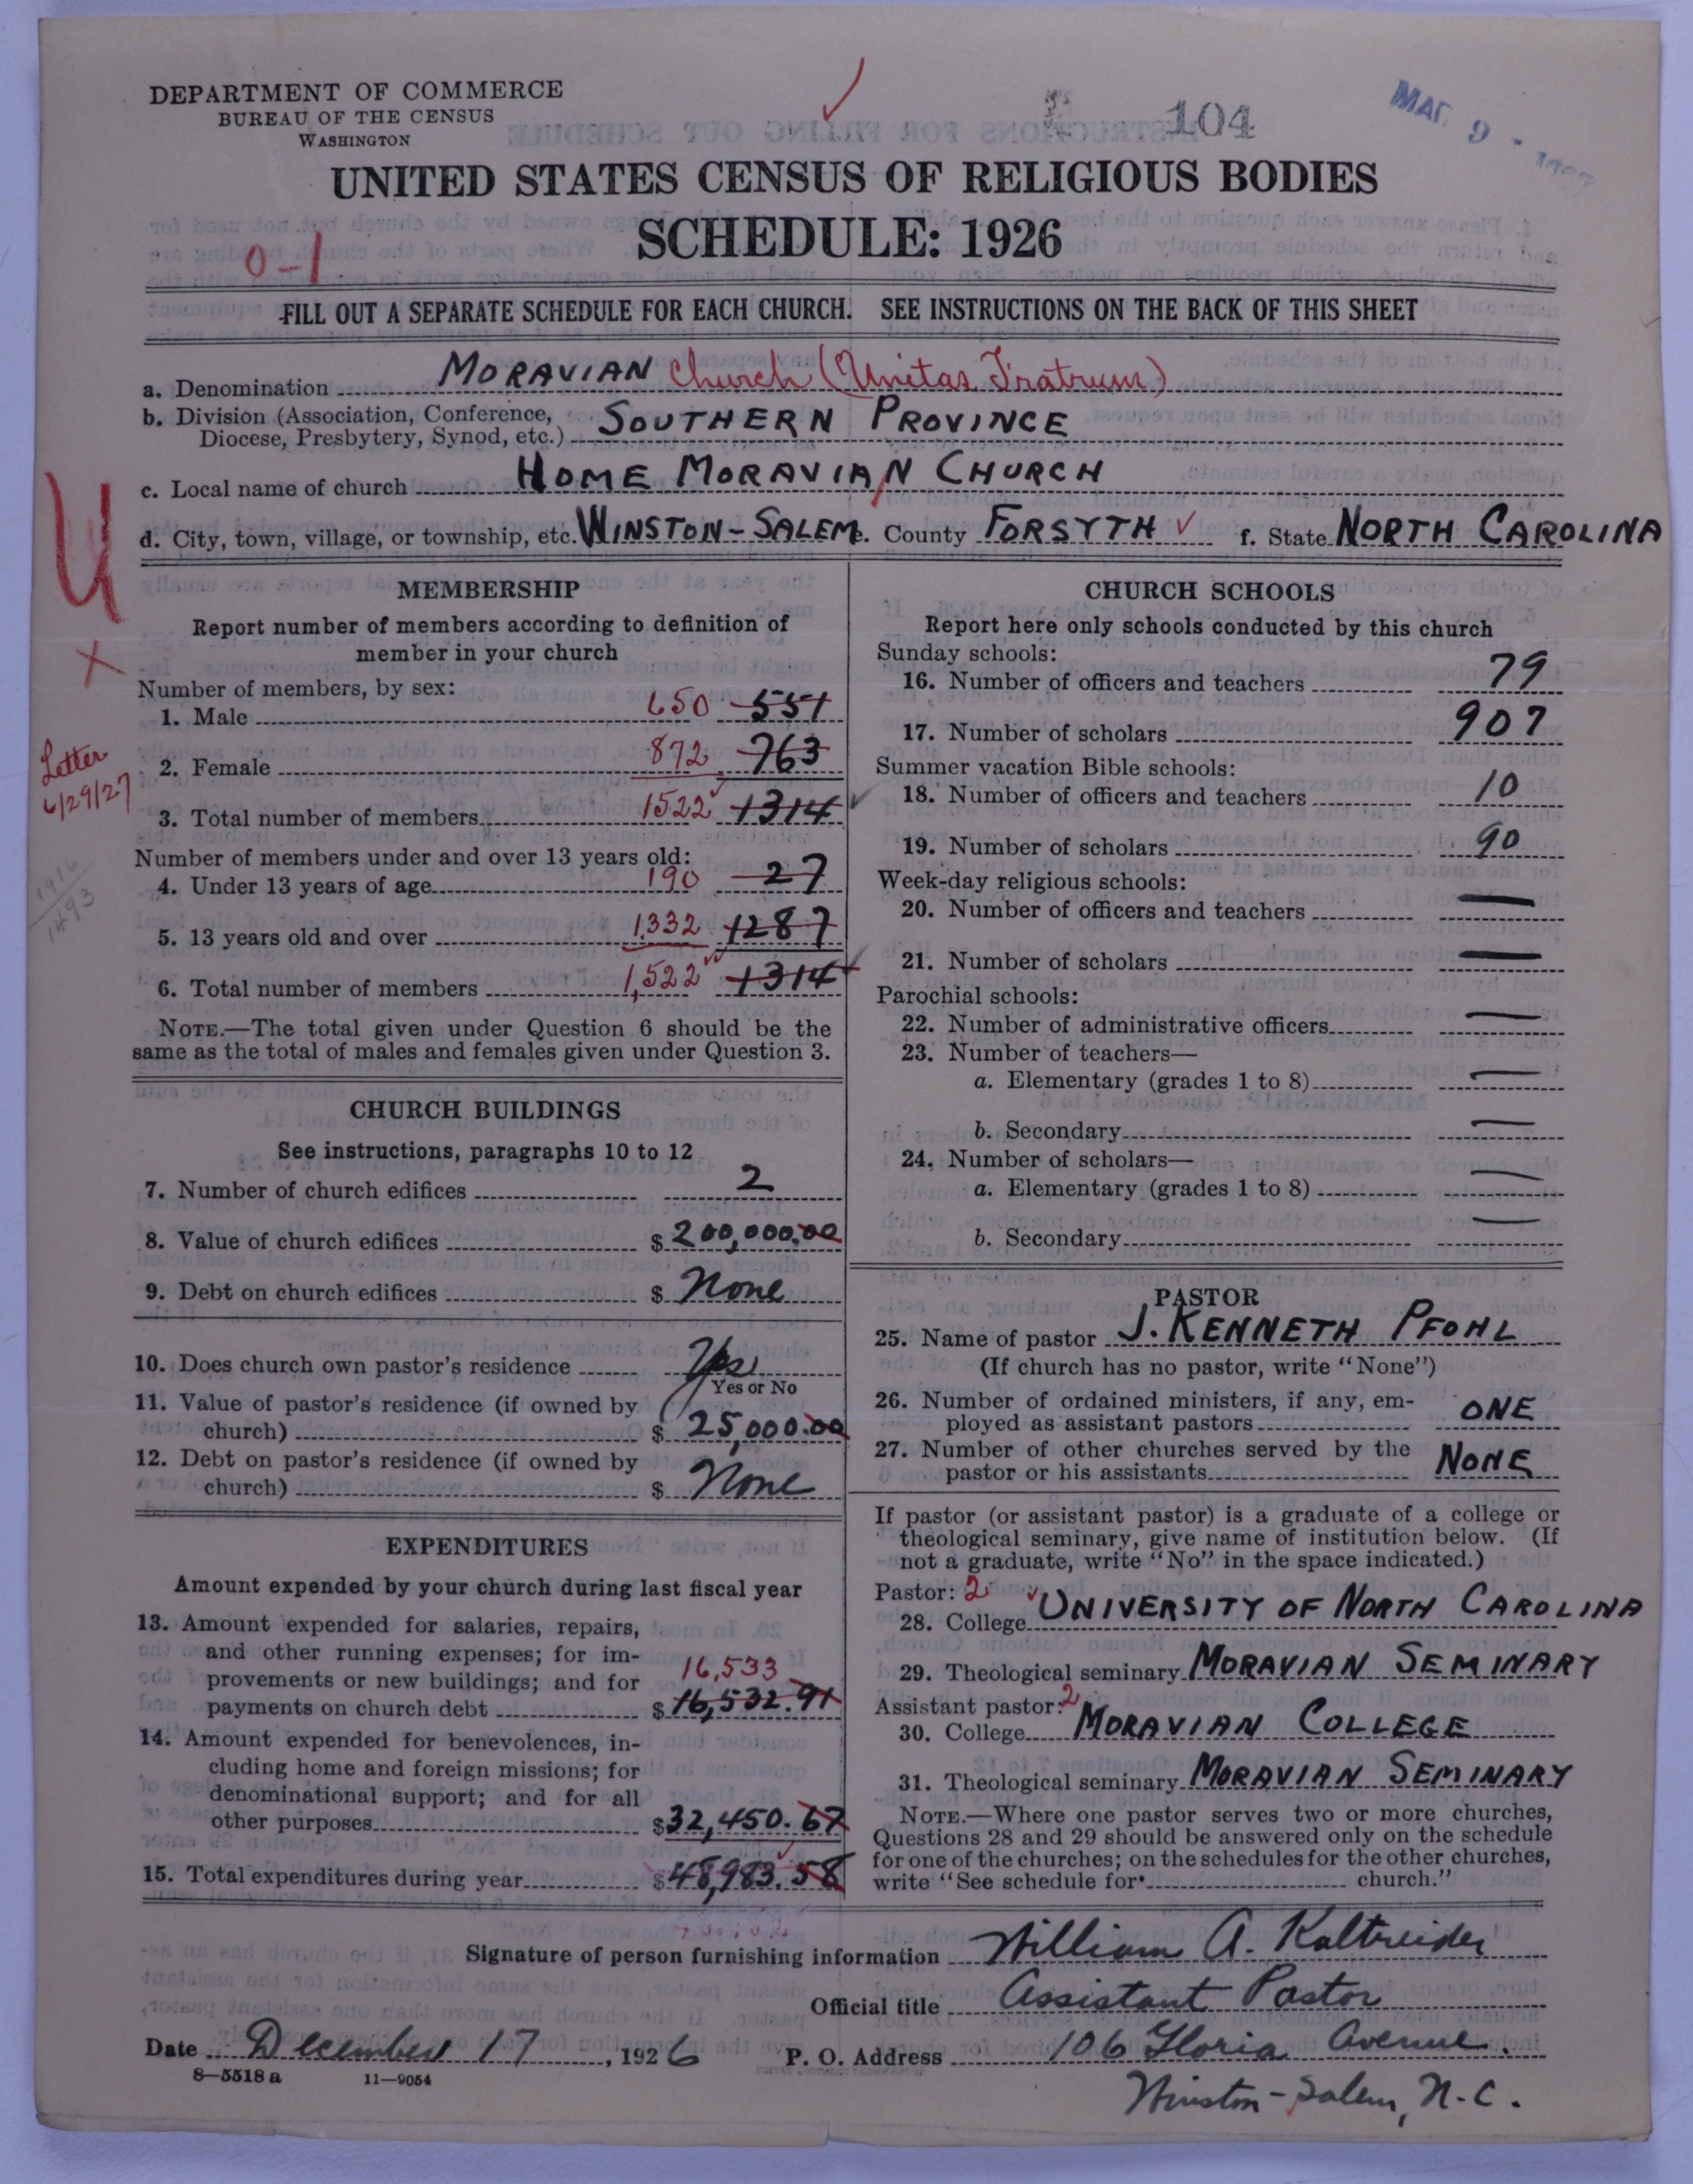 DEPARTMENT OF COMMERCE
BUREAU OF THE CENSUS
WASHINGTON
104
MAR 9 - 1927
UNITED STATES CENSUS OF RELIGIOUS BODIES
SCHEDULE: 1926
0-1
FILL OUT A SEPARATE SCHEDULE FOR EACH CHURCH. SEE INSTRUCTIONS ON THE BACK OF THIS SHEET
a. Denomination MORAVIAN Church (Unitas Fratrum)
b. Division (Association, Conference,
Diocese, Presbytery, Synod, etc.) SOUTHERN PROVINCE
c. Local name of church HOME MORAVIAN CHURCH
d. City, town, village, or township, etc. WINSTON-SALEM e. County FORSYTH ✓ f. State NORTH CAROLINA
MEMBERSHIP
Report number of members according to definition of
member in your church
Number of members, by sex:
1. Male 650 551
2. Female 872 763
Letter
6/29/27
3. Total number of members 1522 1314
Number of members under and over 13 years old:
4. Under 13 years of age 190 27
1916
1493
5. 13 years old and over 1332 1287
6. Total number of members 1,522 1314
NOTE.—The total given under Question 6 should be the
same as the total of males and females given under Question 3.
CHURCH BUILDINGS
See instructions, paragraphs 10 to 12
7. Number of church edifices 2
8. Value of church edifices $ 200,000.00
9. Debt on church edifices $ None
10. Does church own pastor's residence Yes
Yes or No
11. Value of pastor's residence (if owned by
church) $ 25,000.00
12. Debt on pastor's residence (if owned by
church) $ None
EXPENDITURES
Amount expended by your church during last fiscal year
13. Amount expended for salaries, repairs,
and other running expenses; for im-
provements or new buildings; and for 16,533
payments on church debt $ 16,532.91
14. Amount expended for benevolences, in-
cluding home and foreign missions; for
denominational support; and for all
other purposes $ 32,450.67
15. Total expenditures during year $ 48,983.58
CHURCH SCHOOLS
Report here only schools conducted by this church
Sunday schools:
16. Number of officers and teachers 79
17. Number of scholars 907
Summer vacation Bible schools:
18. Number of officers and teachers 10
19. Number of scholars 90
Week-day religious schools:
20. Number of officers and teachers —
21. Number of scholars —
Parochial schools:
22. Number of administrative officers —
23. Number of teachers—
a. Elementary (grades 1 to 8) —
b. Secondary —
24. Number of scholars—
a. Elementary (grades 1 to 8) —
b. Secondary —
PASTOR
25. Name of pastor J. KENNETH PFOHL
(If church has no pastor, write "None")
26. Number of ordained ministers, if any, em-
ployed as assistant pastors ONE
27. Number of other churches served by the
pastor or his assistants NONE
If pastor (or assistant pastor) is a graduate of a college or
theological seminary, give name of institution below. (If
not a graduate, write "No" in the space indicated.)
Pastor: 2
28. College ✓ UNIVERSITY OF NORTH CAROLINA
29. Theological seminary MORAVIAN SEMINARY
Assistant pastor: 2
30. College MORAVIAN COLLEGE
31. Theological seminary MORAVIAN SEMINARY
NOTE.—Where one pastor serves two or more churches,
Questions 28 and 29 should be answered only on the schedule
for one of the churches; on the schedules for the other churches,
write "See schedule for church."
Signature of person furnishing information William A. Kaltreider
Official title Assistant Pastor
Date December 17, 1926 P. O. Address 106 Gloria Avenue.
8—5518 a 11—9054
Winston-Salem, N.C.